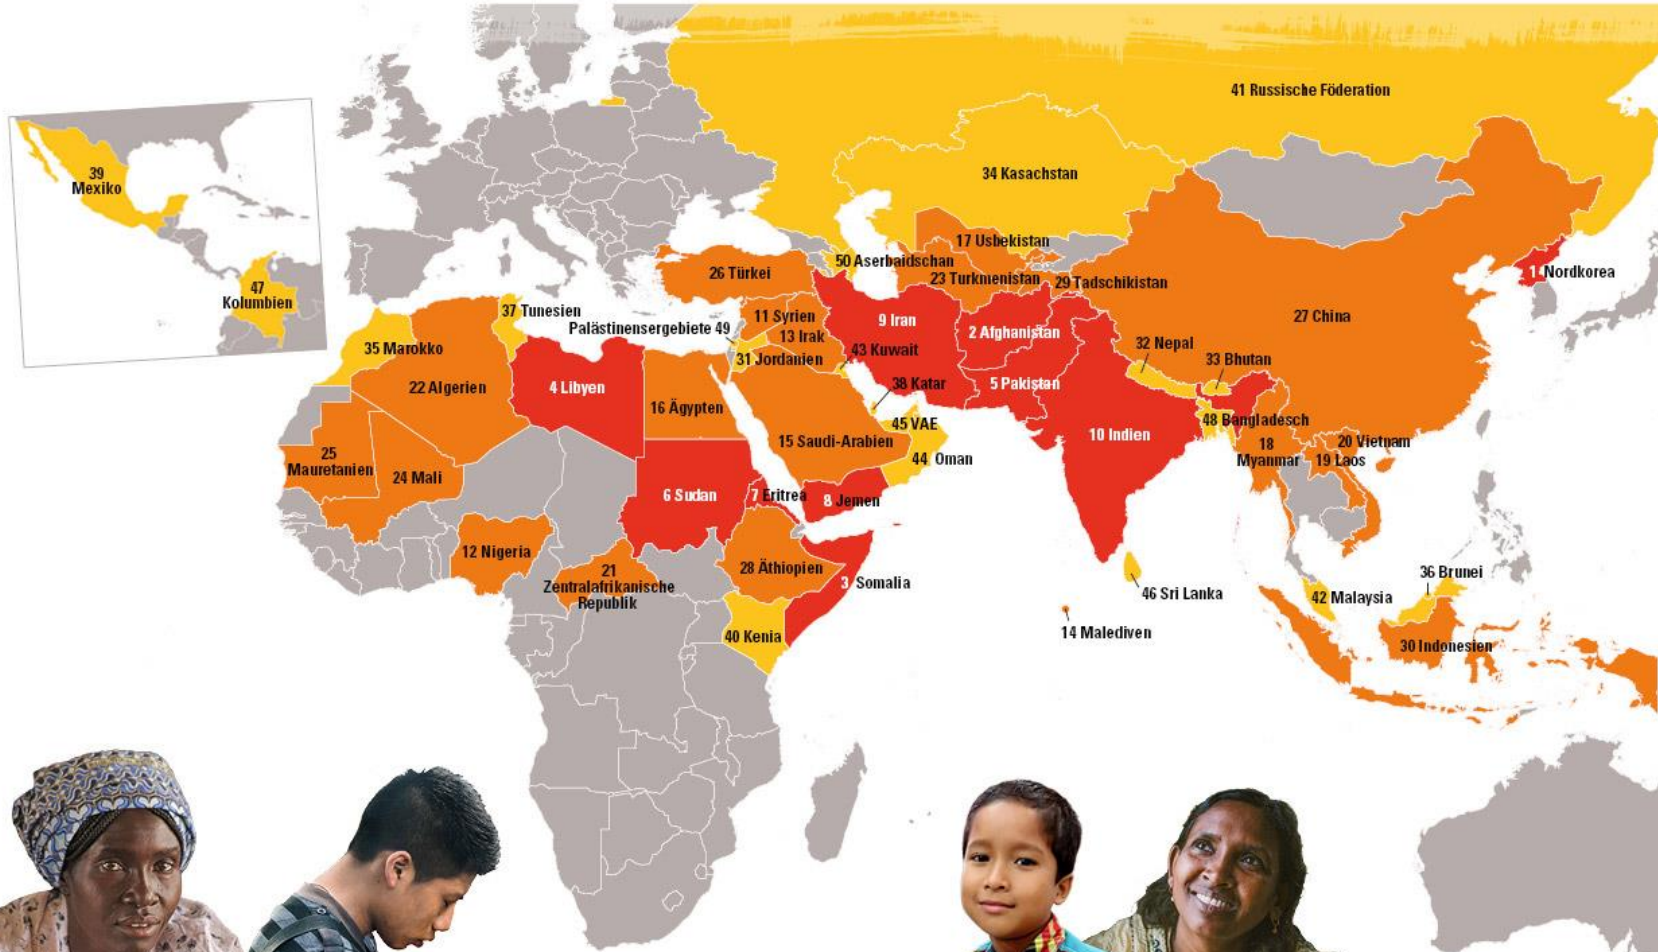 41 Russische Föderation
39
Mexiko
34 Kasachstan
17 Usbekistan
50 Aserbaidschan
26 Türkei
23 Turkmenistan
29 Tadschikistan
1 Nordkorea
47
Kolumbien
37 Tunesien
11 Syrien
9 Iran
27 China
Palästinensergebiete 49
13 Irak
2 Afghanistan
32 Nepal
35 Marokko
31 Jordanien
43 Kuwait
33 Bhutan
22 Algerien
4 Libyen
38 Katar
5 Pakistan
16 Ägypten
45 VAE
48 Bangladesch
15 Saudi-Arabien
10 Indien
18
Myanmar
20 Vietnam
19 Laos
25
Mauretanien
24 Mali
44 Oman
6 Sudan
7 Eritrea
8 Jemen
12 Nigeria
21
Zentralafrikanische
Republik
28 Äthiopien
3 Somalia
36 Brunei
46 Sri Lanka
42 Malaysia
40 Kenia
14 Malediven
30 Indonesien